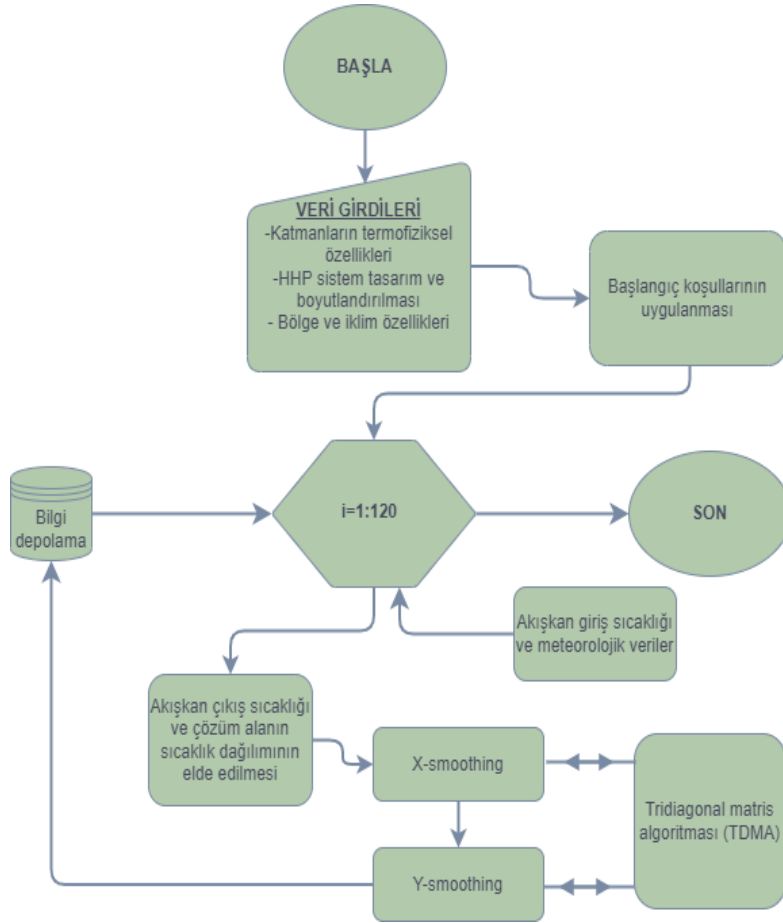 BAŞLA
VERİ GİRDİLERİ
-Katmanların termofiziksel
özellikleri
-HHP sistem tasarım ve
boyutlandırılması
- Bölge ve iklim özellikleri
Başlangıç koşullarının
uygulanması
i=1:120
Bilgi
depolama
SON
Akışkan giriş sıcaklığı
ve meteorolojik veriler
Akışkan çıkış sıcaklığı
ve çözüm alanın
sıcaklık dağılımının
elde edilmesi
X-smoothing
Tridiagonal matris
algoritması (TDMA)
Y-smoothing